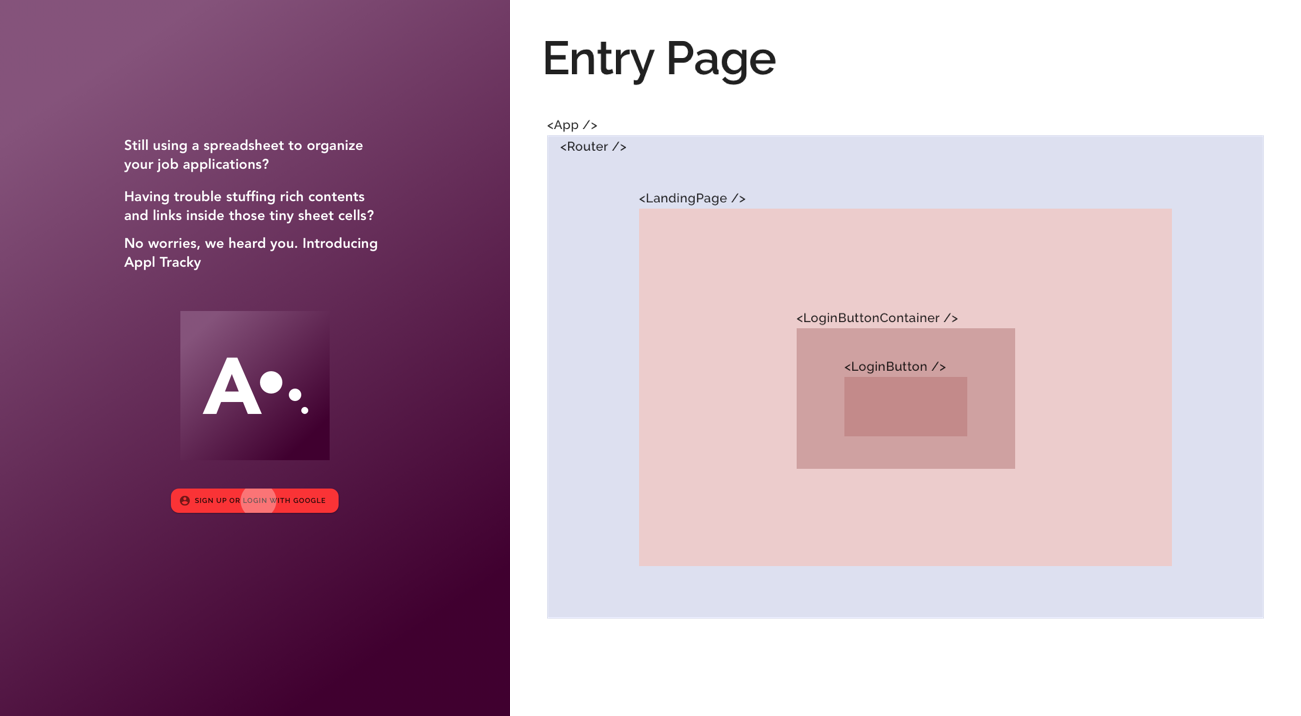 Still using a spreadsheet to organize
your job applications?
Having trouble stuffing rich contents
and links inside those tiny sheet cells?
No worries, we heard you. Introducing
Appl Tracky
A
SIGN UP OR LOGIN WITH GOOGLE
Entry Page
<App />
<Router />
<LandingPage />
<LoginButtonContainer />
<LoginButton />